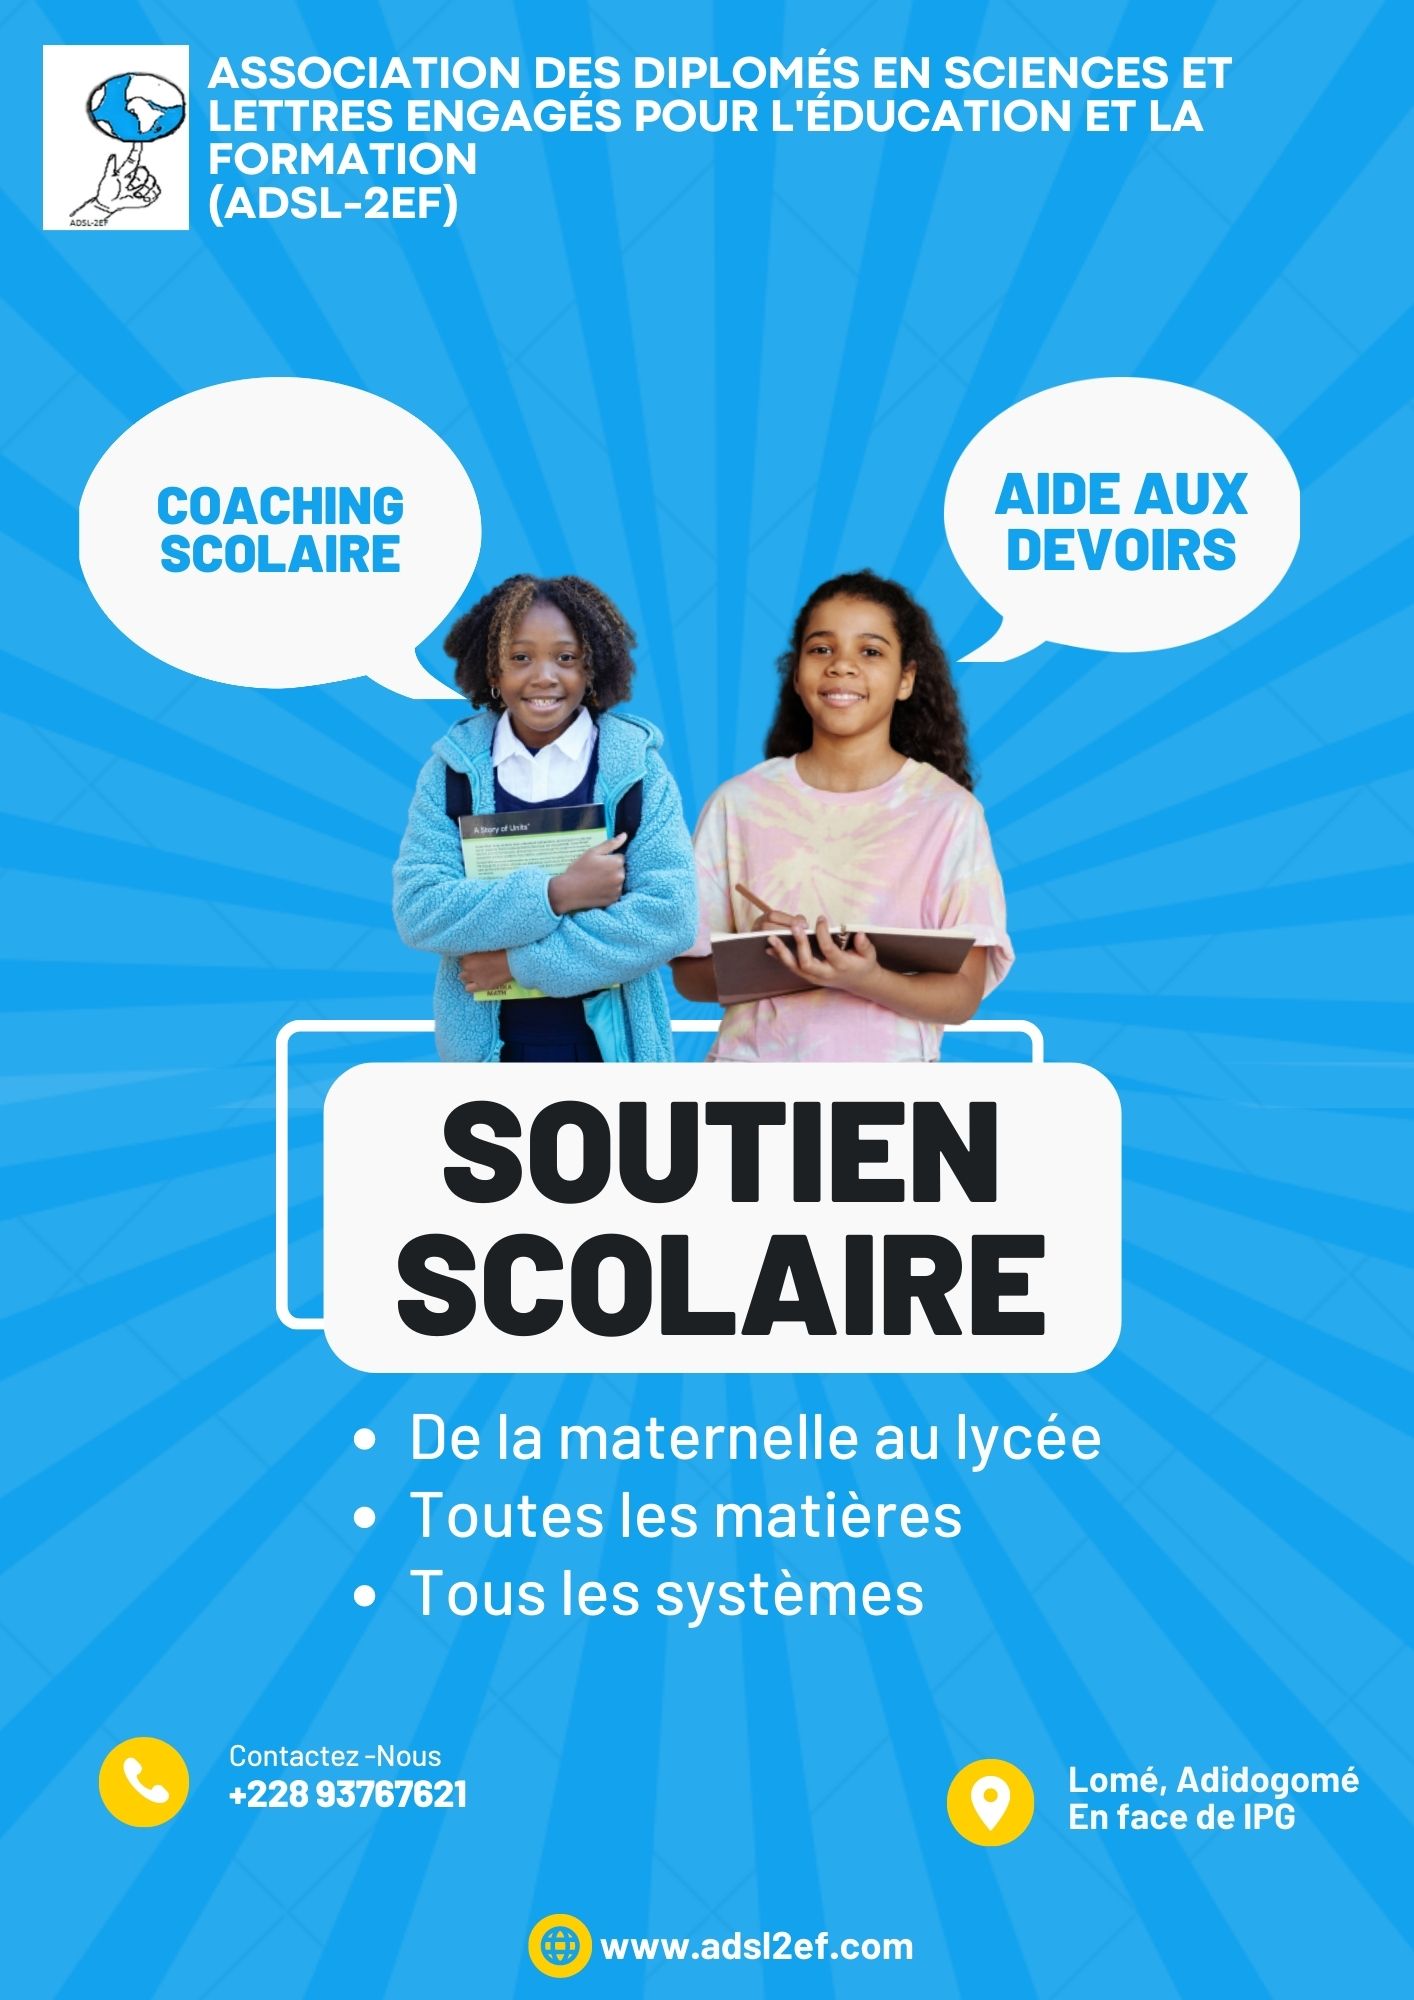 ASSOCIATION DES DIPLOMÉS EN SCIENCES ET
LETTRES ENGAGÉS POUR L'ÉDUCATION ET LA
FORMATION
(ADSL-2EF)
ADSL-2EF
COACHING
SCOLAIRE
AIDE AUX
DEVOIRS
A Story of Units
MATH
SOUTIEN
SCOLAIRE
• De la maternelle au lycée
• Toutes les matières
• Tous les systèmes
Contactez -Nous
+228 93767621
Lomé, Adidogomé
En face de IPG
www.adsl2ef.com